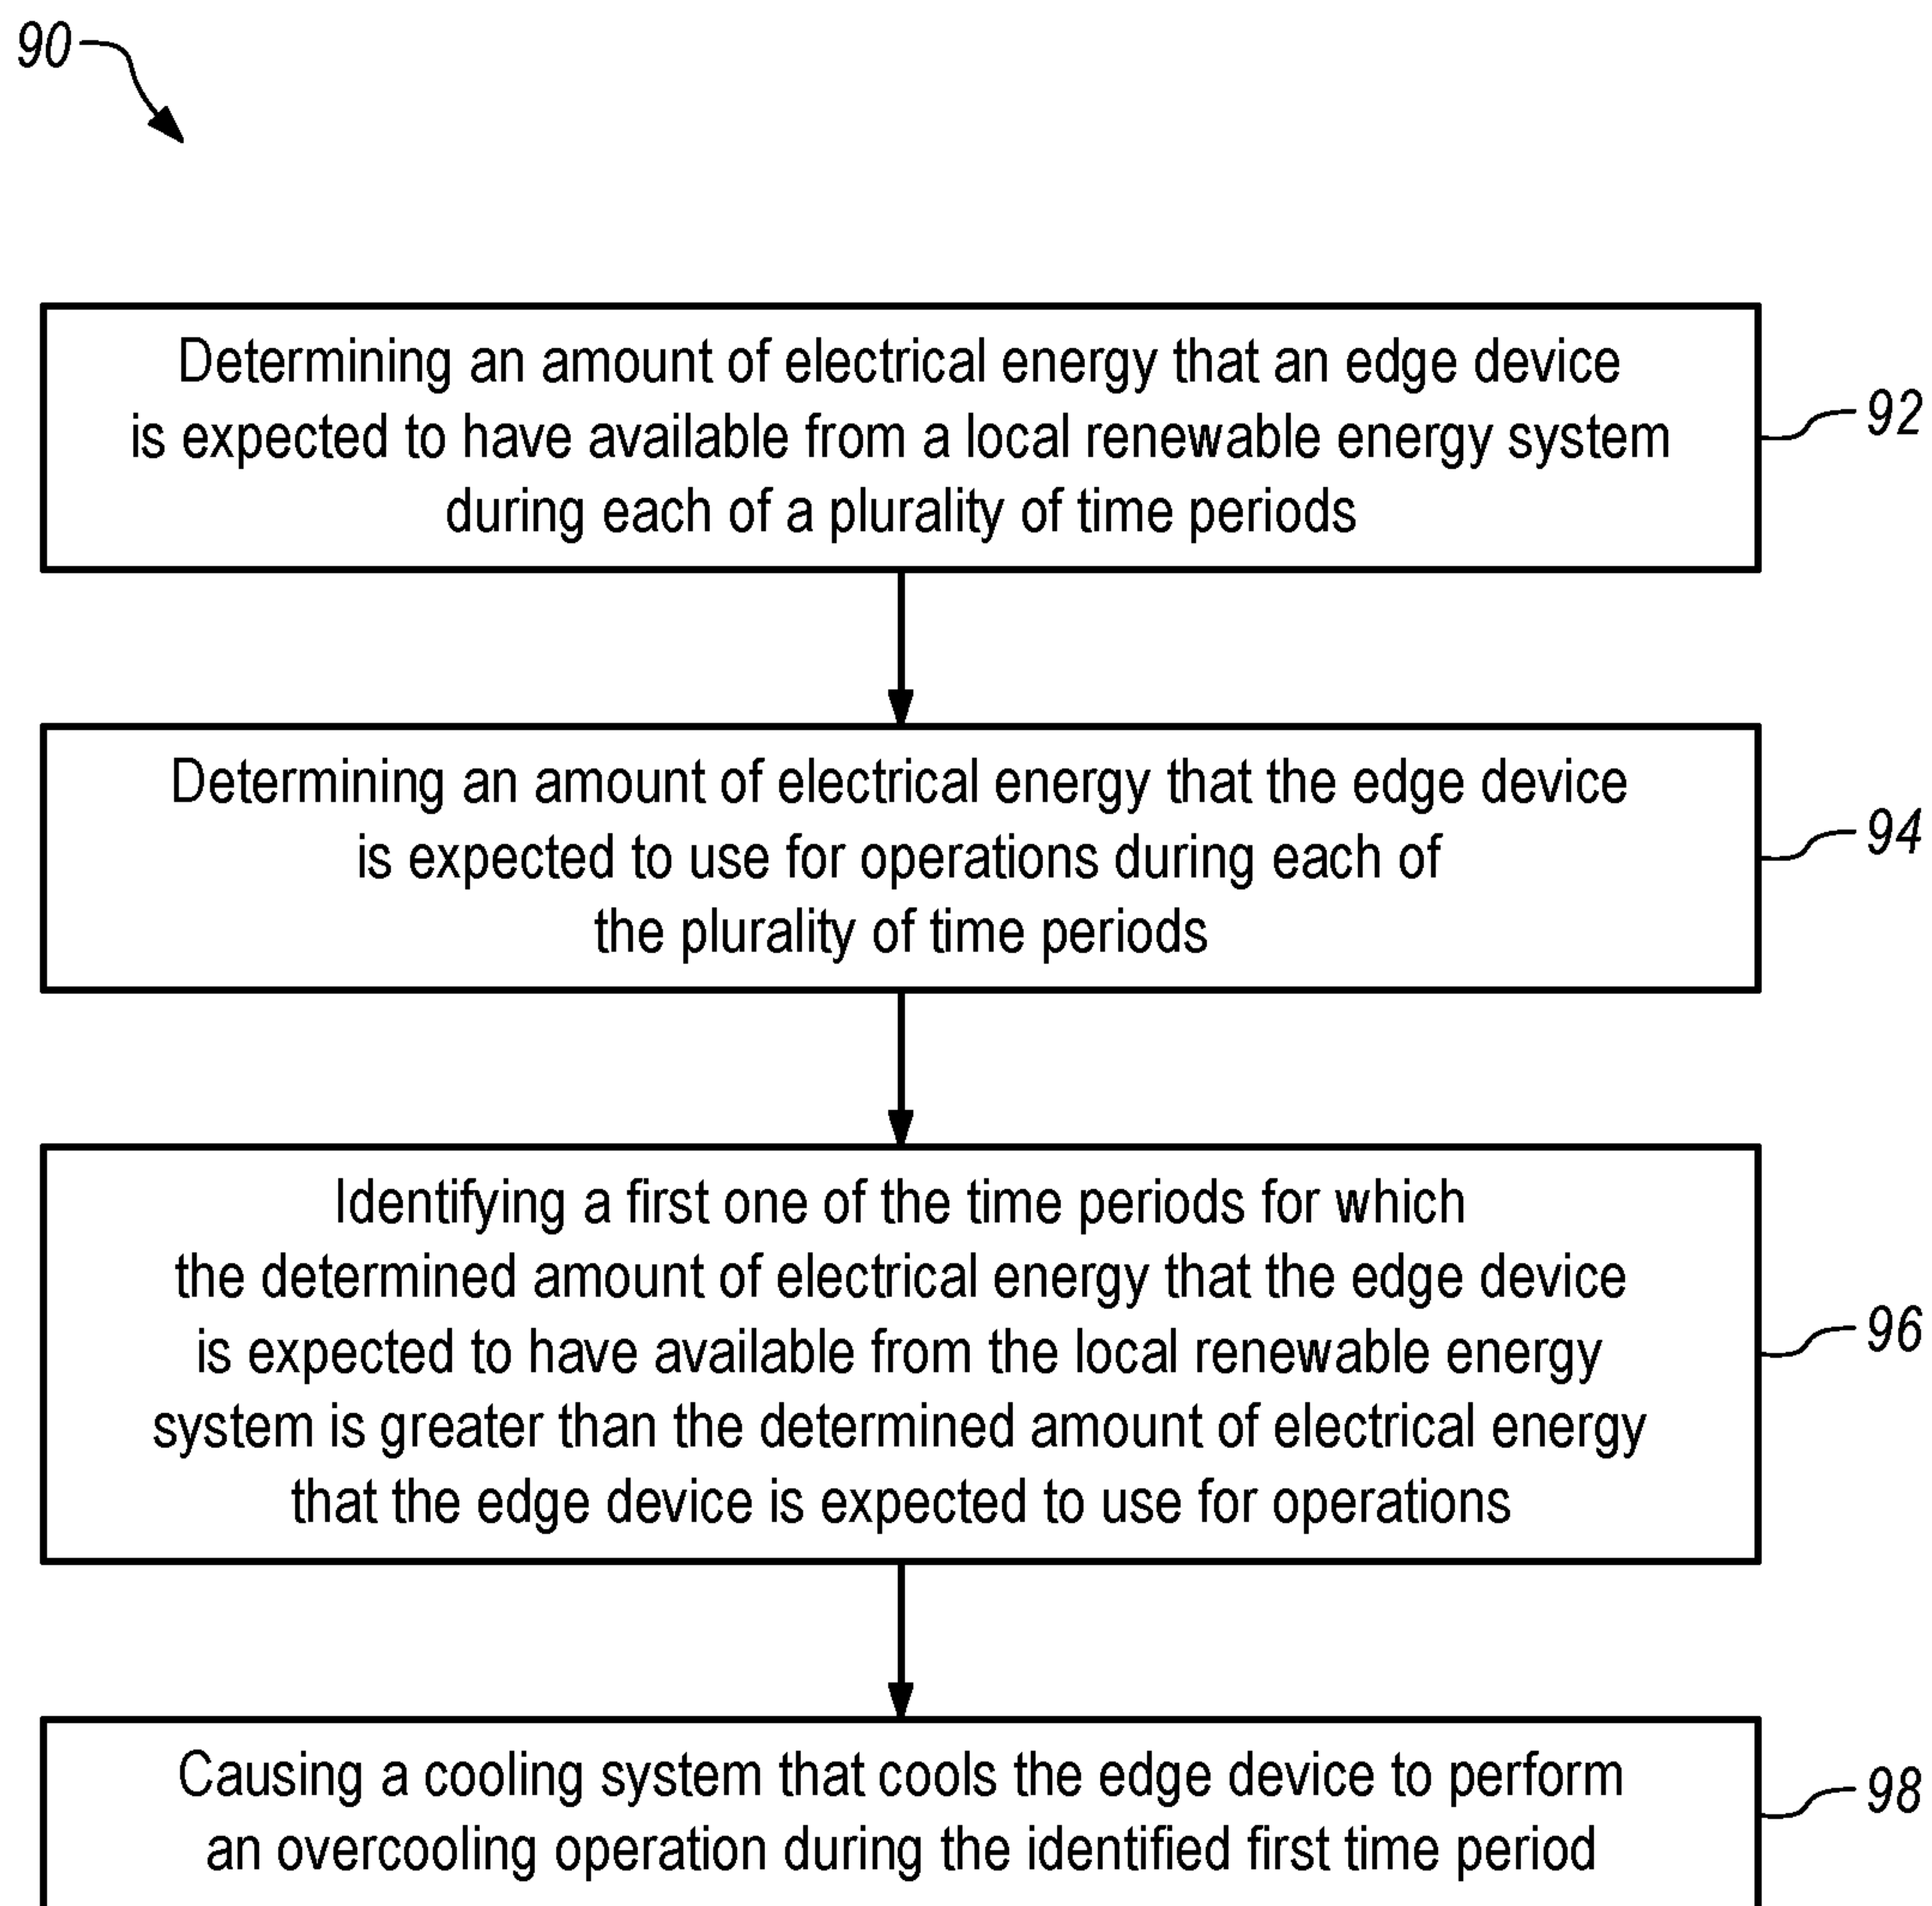 90
Determining an amount of electrical energy that an edge device
is expected to have available from a local renewable energy system
during each of a plurality of time periods
92
Determining an amount of electrical energy that the edge device
is expected to use for operations during each of
the plurality of time periods
94
Identifying a first one of the time periods for which
the determined amount of electrical energy that the edge device
is expected to have available from the local renewable energy
system is greater than the determined amount of electrical energy
that the edge device is expected to use for operations
96
Causing a cooling system that cools the edge device to perform
an overcooling operation during the identified first time period
98